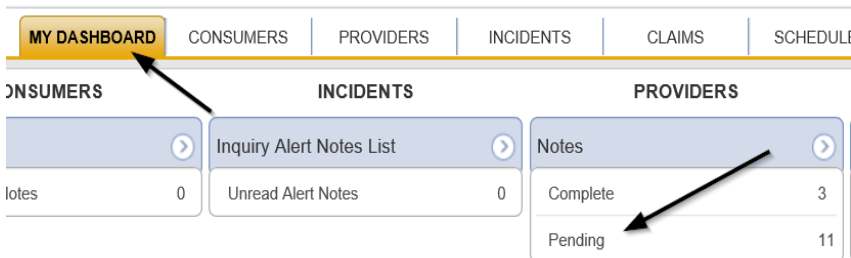 MY DASHBOARD CONSUMERS PROVIDERS INCIDENTS CLAIMS SCHEDULE
ONSUMERS INCIDENTS PROVIDERS
Inquiry Alert Notes List Notes
lotes 0 Unread Alert Notes 0 Complete 3
Pending 11